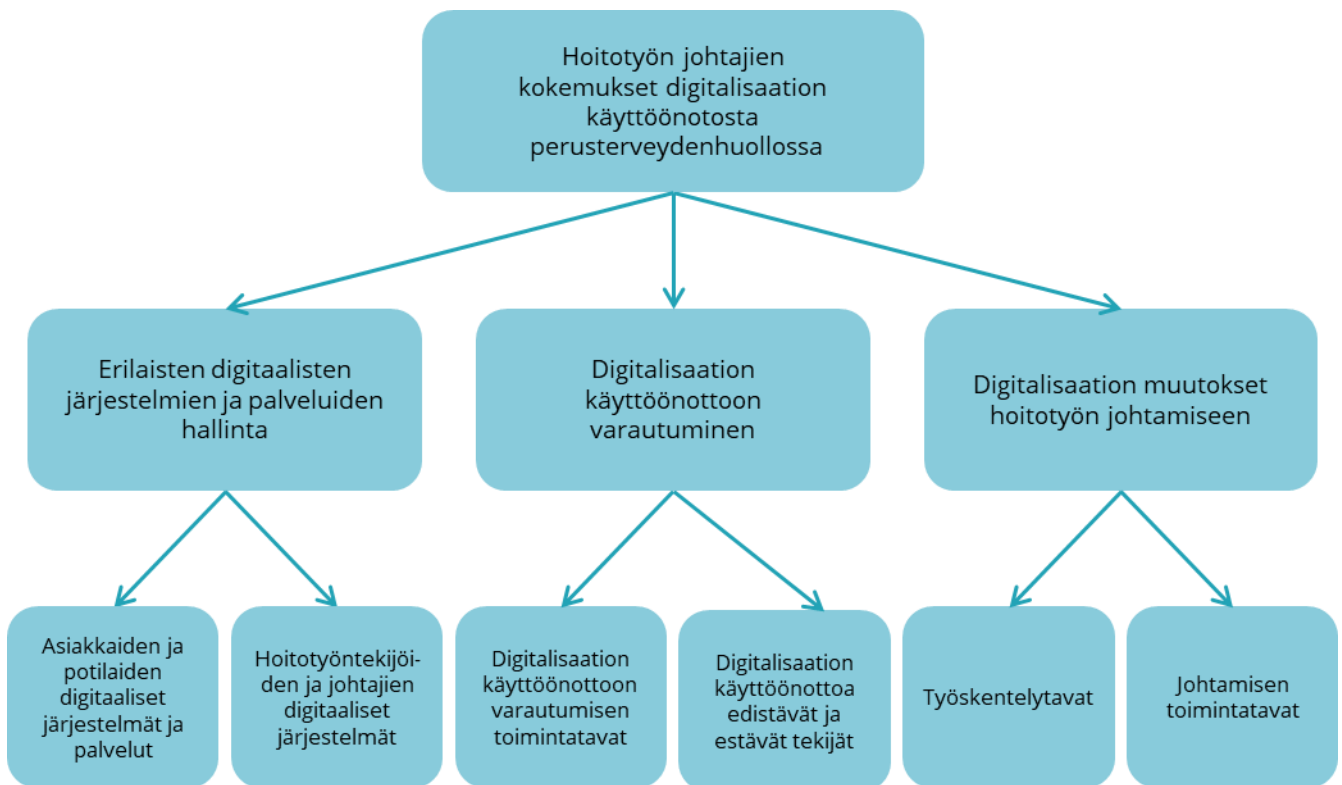 Hoitotyön johtajien
kokemukset digitalisaation
käyttöönotosta
perusterveydenhuollossa
Erilaisten digitaalisten
järjestelmien ja palveluiden
hallinta
Digitalisaation
käyttöönottoon
varautuminen
Digitalisaation muutokset
hoitotyön johtamiseen
Asiakkaiden ja
potilaiden
digitaaliset
järjestelmät ja
palvelut
Hoitotyöntekijöi-
den ja johtajien
digitaaliset
järjestelmät
Digitalisaation
käyttöönottoon
varautumisen
toimintatavat
Digitalisaation
käyttöönottoa
edistävät ja
estävät tekijät
Työskentelytavat
Johtamisen
toimintatavat